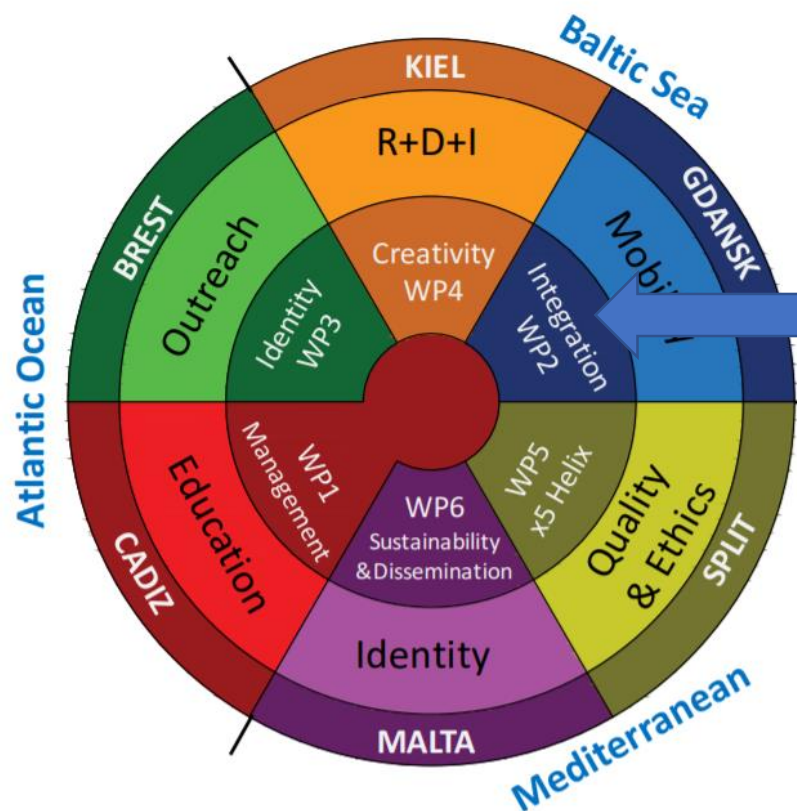 Baltic Sea
KIEL
R+D+I
Creativity
WP4
GDANSK
Mobility
Integration
WP2
SPLIT
Quality
& Ethics
WP5
x5 Helix
Mediterranean
MALTA
Identity
WP6
Sustainability
&Dissemination
CADIZ
Education
WP1
Management
Atlantic Ocean
BREST
Outreach
Identity
WP3